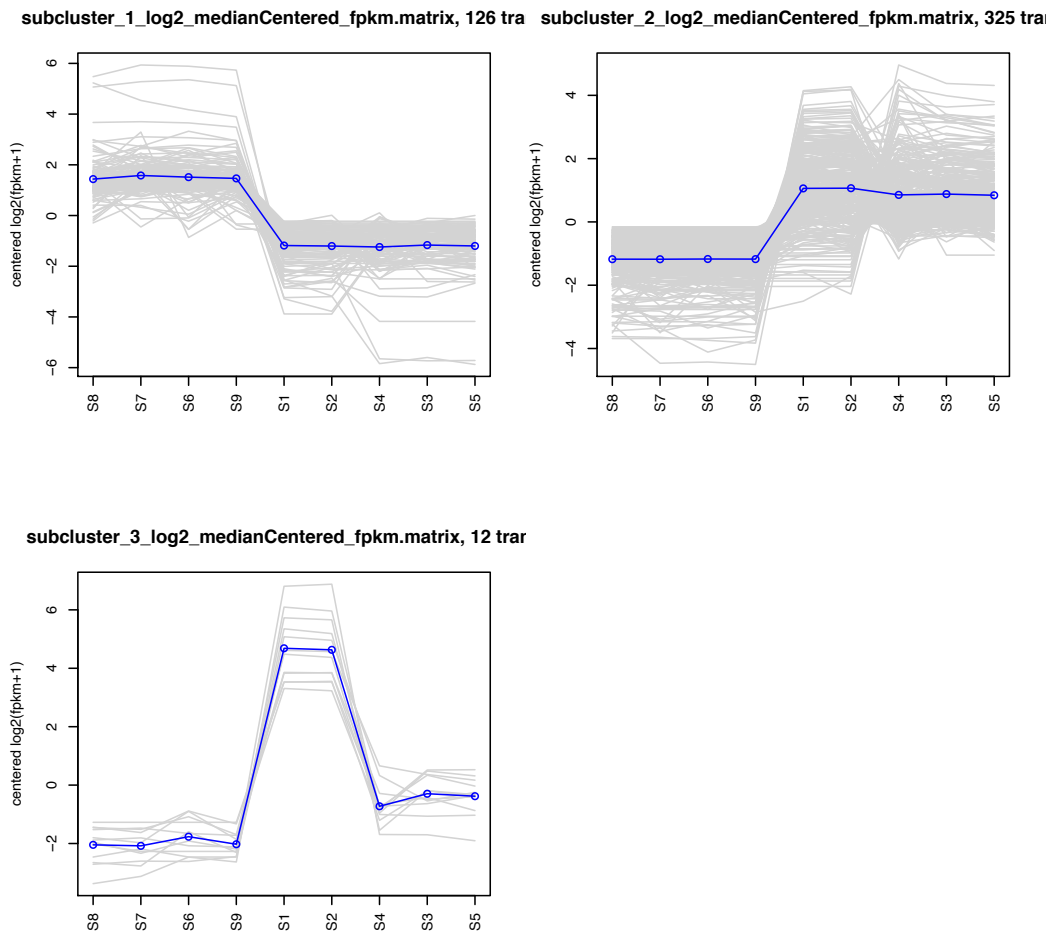 subcluster_1_log2_medianCentered_fpkm.matrix, 126 tra
centered log2(fpkm+1)
6
4
2
0
−2
−4
−6
S8 S7 S6 S9 S1 S2 S4 S3 S5
subcluster_2_log2_medianCentered_fpkm.matrix, 325 trar
centered log2(fpkm+1)
4
2
0
−2
−4
S8 S7 S6 S9 S1 S2 S4 S3 S5
subcluster_3_log2_medianCentered_fpkm.matrix, 12 trar
centered log2(fpkm+1)
6
4
2
0
−2
S8 S7 S6 S9 S1 S2 S4 S3 S5